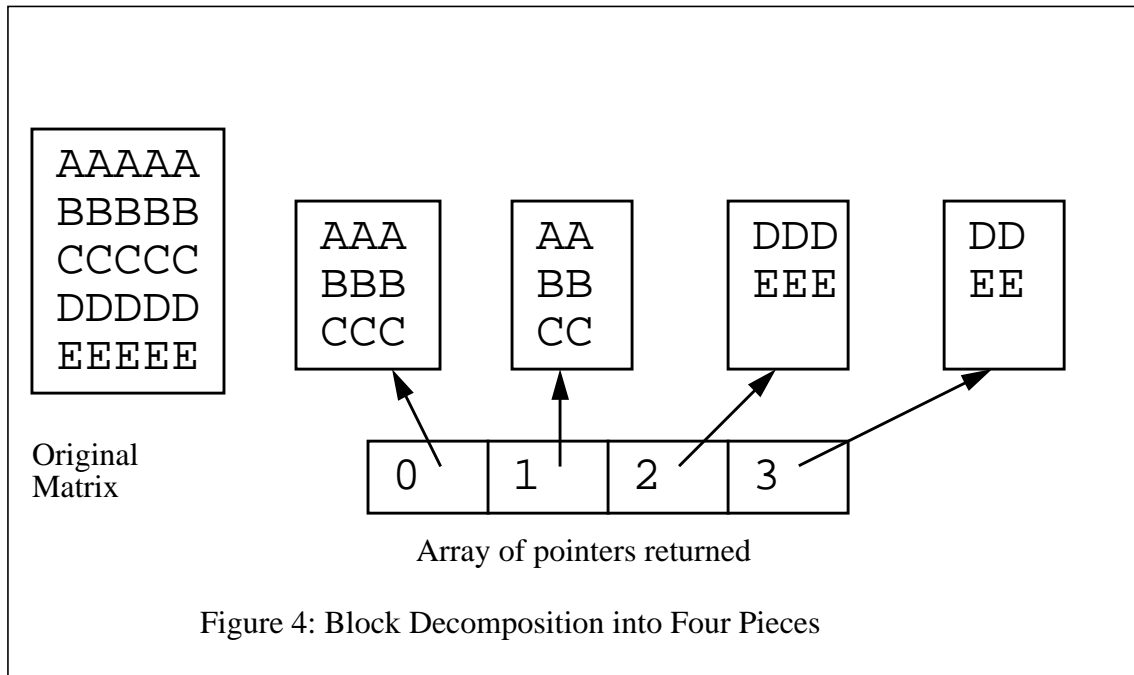 AAAAA
BBBBB
CCCCC
DDDDD
EEEEE
AAA
BBB
CCC
AA
BB
CC
DDD
EEE
DD
EE
Original
Matrix
0 1 2 3
Array of pointers returned
Figure 4: Block Decomposition into Four Pieces